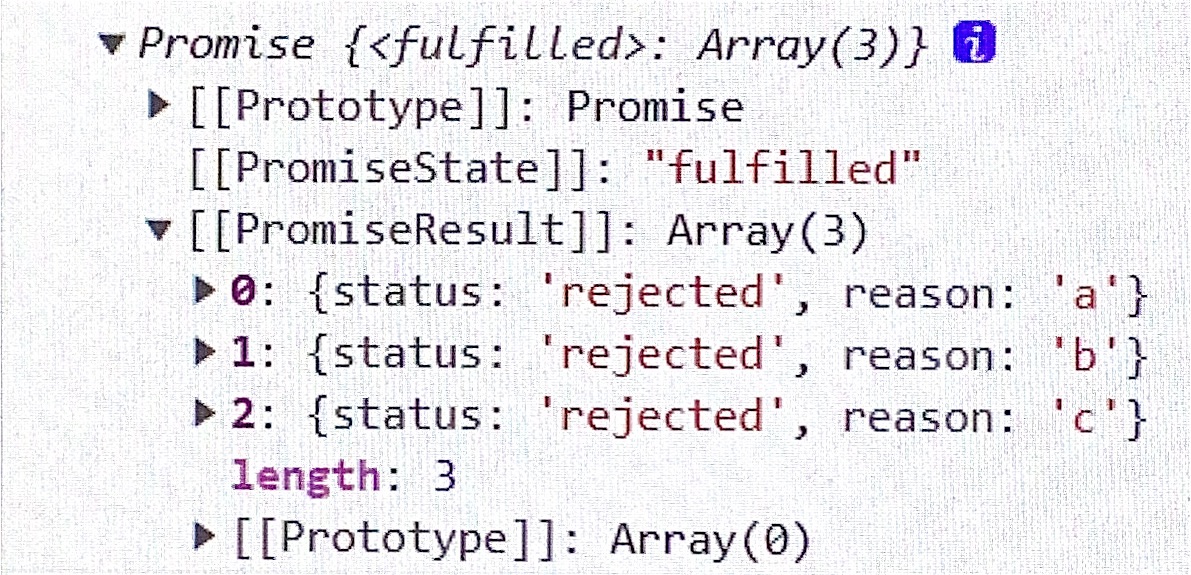 ▼ Promise {<fulfilled>: Array(3)} i
▶ [[Prototype]]: Promise
[[PromiseState]]: "fulfilled"
▼ [[PromiseResult]]: Array(3)
▶ 0: {status: 'rejected', reason: 'a'}
▶ 1: {status: 'rejected', reason: 'b'}
▶ 2: {status: 'rejected', reason: 'c'}
length: 3
▶ [[Prototype]]: Array(0)